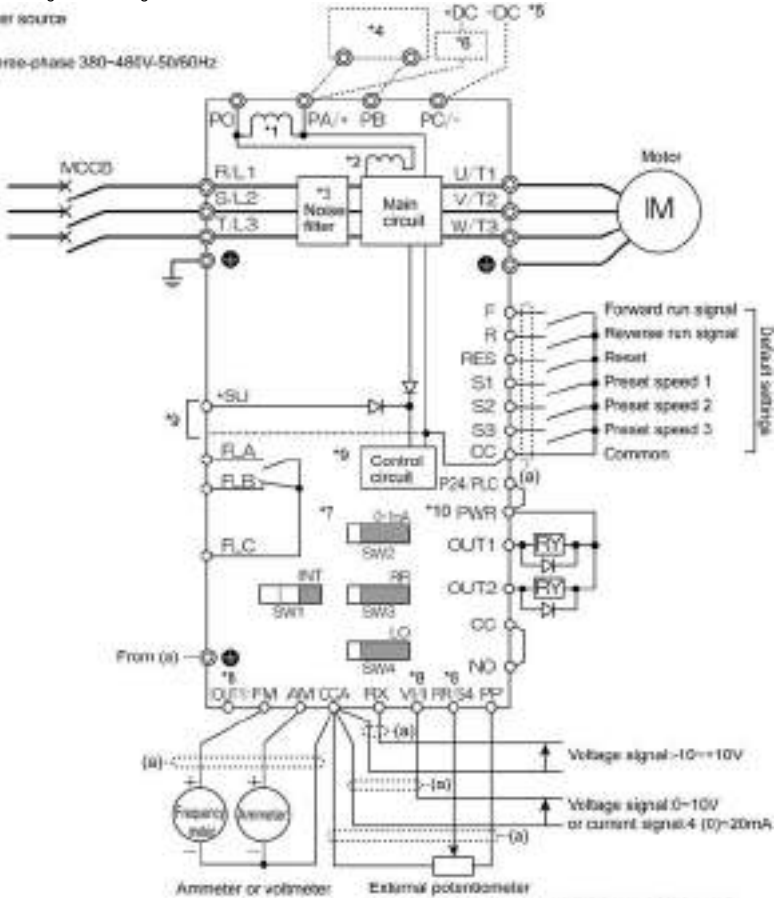 er source
ree-phase 380~480V-50/60Hz
*4
+DC -DC *5
*6
PO PA/+ PB PC/-
*1
*2
MCCB
R/L1
S/L2
T/L3
*3
Noise
filter
Main
circuit
U/T1
V/T2
W/T3
Motor
IM
F Forward run signal
R Reverse run signal
RES Reset
S1 Preset speed 1
S2 Preset speed 2
S3 Preset speed 3
CC Common
Default settings
+SU
*9
FLA
FLB
FLC
*9
Control
circuit
P24/PLC (a)
*7
0-1mA
SW2
*10 PWR
OUT1 RY
OUT2 RY
INT
SW1
RR
SW3
LO
SW4
CC
NO
From (a)
*8 *8 *8
FM AM CCA RX VI/II RR/S4 PP
(a)
(a)
(a)
(a)
Voltage signal:-10~+10V
Voltage signal:0~10V
or current signal:4 (0)~20mA
+ +
Frequency
meter
Ammeter
- -
Ammeter or voltmeter
External potentiometer